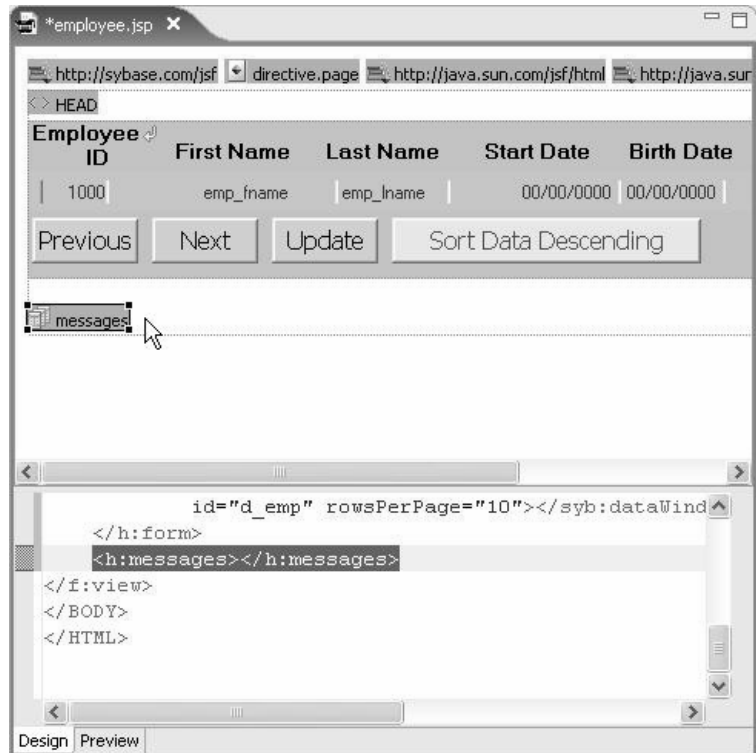 *employee.jsp
http://sybase.com/jsf directive.page http://java.sun.com/jsf/html http://java.sur
HEAD
Employee ID First Name Last Name Start Date Birth Date
1000 emp_fname emp_lname 00/00/0000 00/00/0000
Previous Next Update Sort Data Descending
messages
id="d_emp" rowsPerPage="10"></syb:dataWind
</h:form>
<h:messages></h:messages>
</f:view>
</BODY>
</HTML>
Design Preview